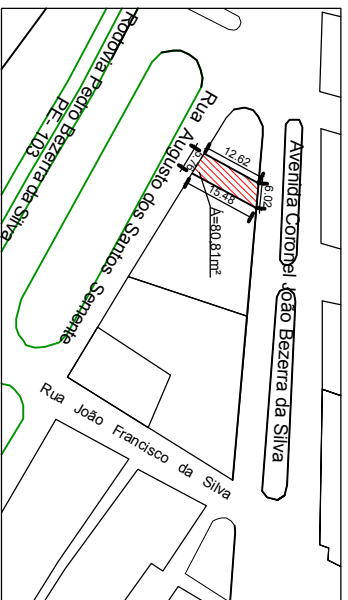 Rodovia Pedro Bezerra da Silva
PE- 103
Rua Augusto dos Santos Semente
Avenida Coronel João Bezerra da Silva
12.62
6.02
15.48
A=80,81m²
Rua João Francisco da Silva